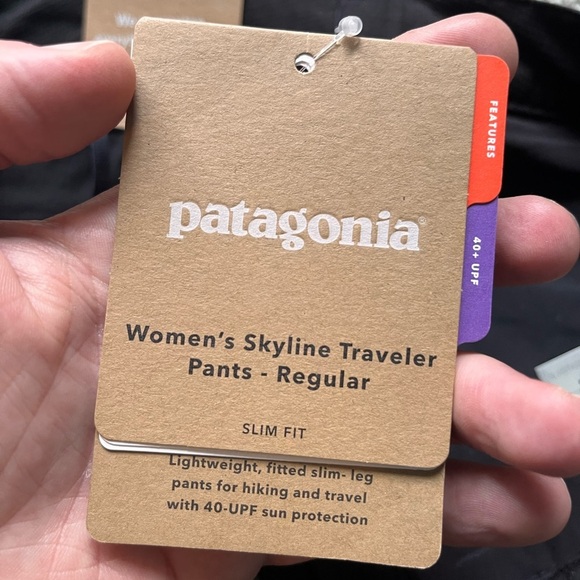 patagonia®
Women's Skyline Traveler
Pants - Regular
SLIM FIT
Lightweight, fitted slim- leg
pants for hiking and travel
with 40-UPF sun protection
FEATURES
40+ UPF